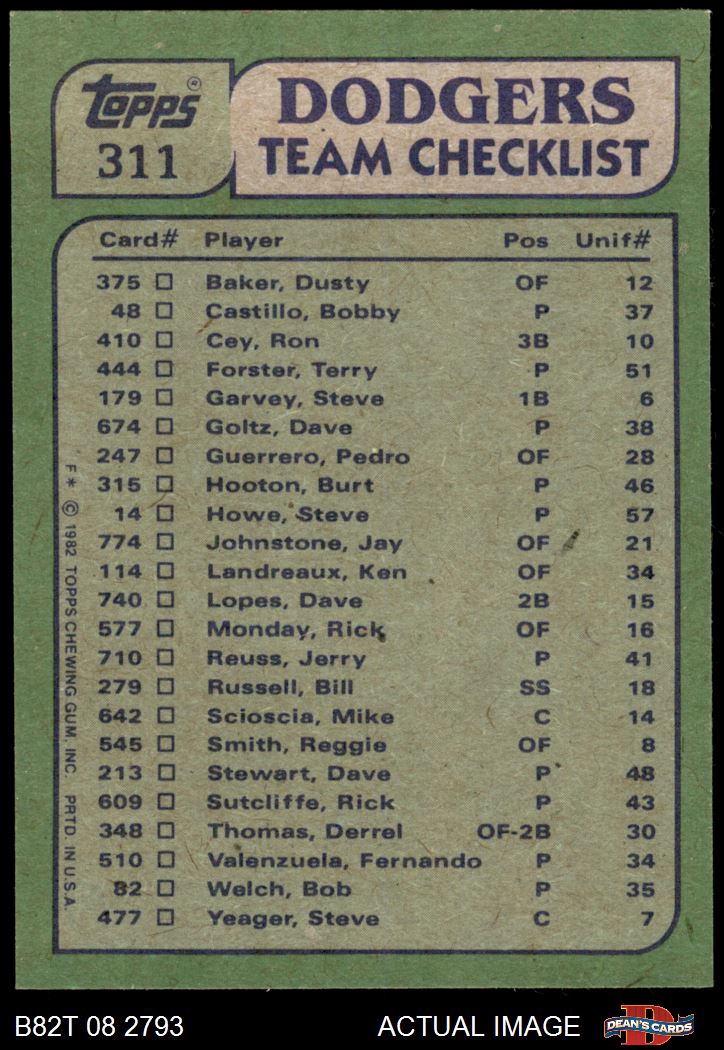 Topps®
311
DODGERS
TEAM CHECKLIST
Card# Player Pos Unif#
375 □ Baker, Dusty OF 12
48 □ Castillo, Bobby P 37
410 □ Cey, Ron 3B 10
444 □ Forster, Terry P 51
179 □ Garvey, Steve 1B 6
674 □ Goltz, Dave P 38
247 □ Guerrero, Pedro OF 28
315 □ Hooton, Burt P 46
14 □ Howe, Steve P 57
774 □ Johnstone, Jay OF 21
114 □ Landreaux, Ken OF 34
740 □ Lopes, Dave 2B 15
577 □ Monday, Rick OF 16
710 □ Reuss, Jerry P 41
279 □ Russell, Bill SS 18
642 □ Scioscia, Mike C 14
545 □ Smith, Reggie OF 8
213 □ Stewart, Dave P 48
609 □ Sutcliffe, Rick P 43
348 □ Thomas, Derrel OF-2B 30
510 □ Valenzuela, Fernando P 34
82 □ Welch, Bob P 35
477 □ Yeager, Steve C 7
F * © 1982 TOPPS CHEWING GUM, INC. PRTD. IN U.S.A.
B82T 08 2793 ACTUAL IMAGE
D
DEAN'S CARDS